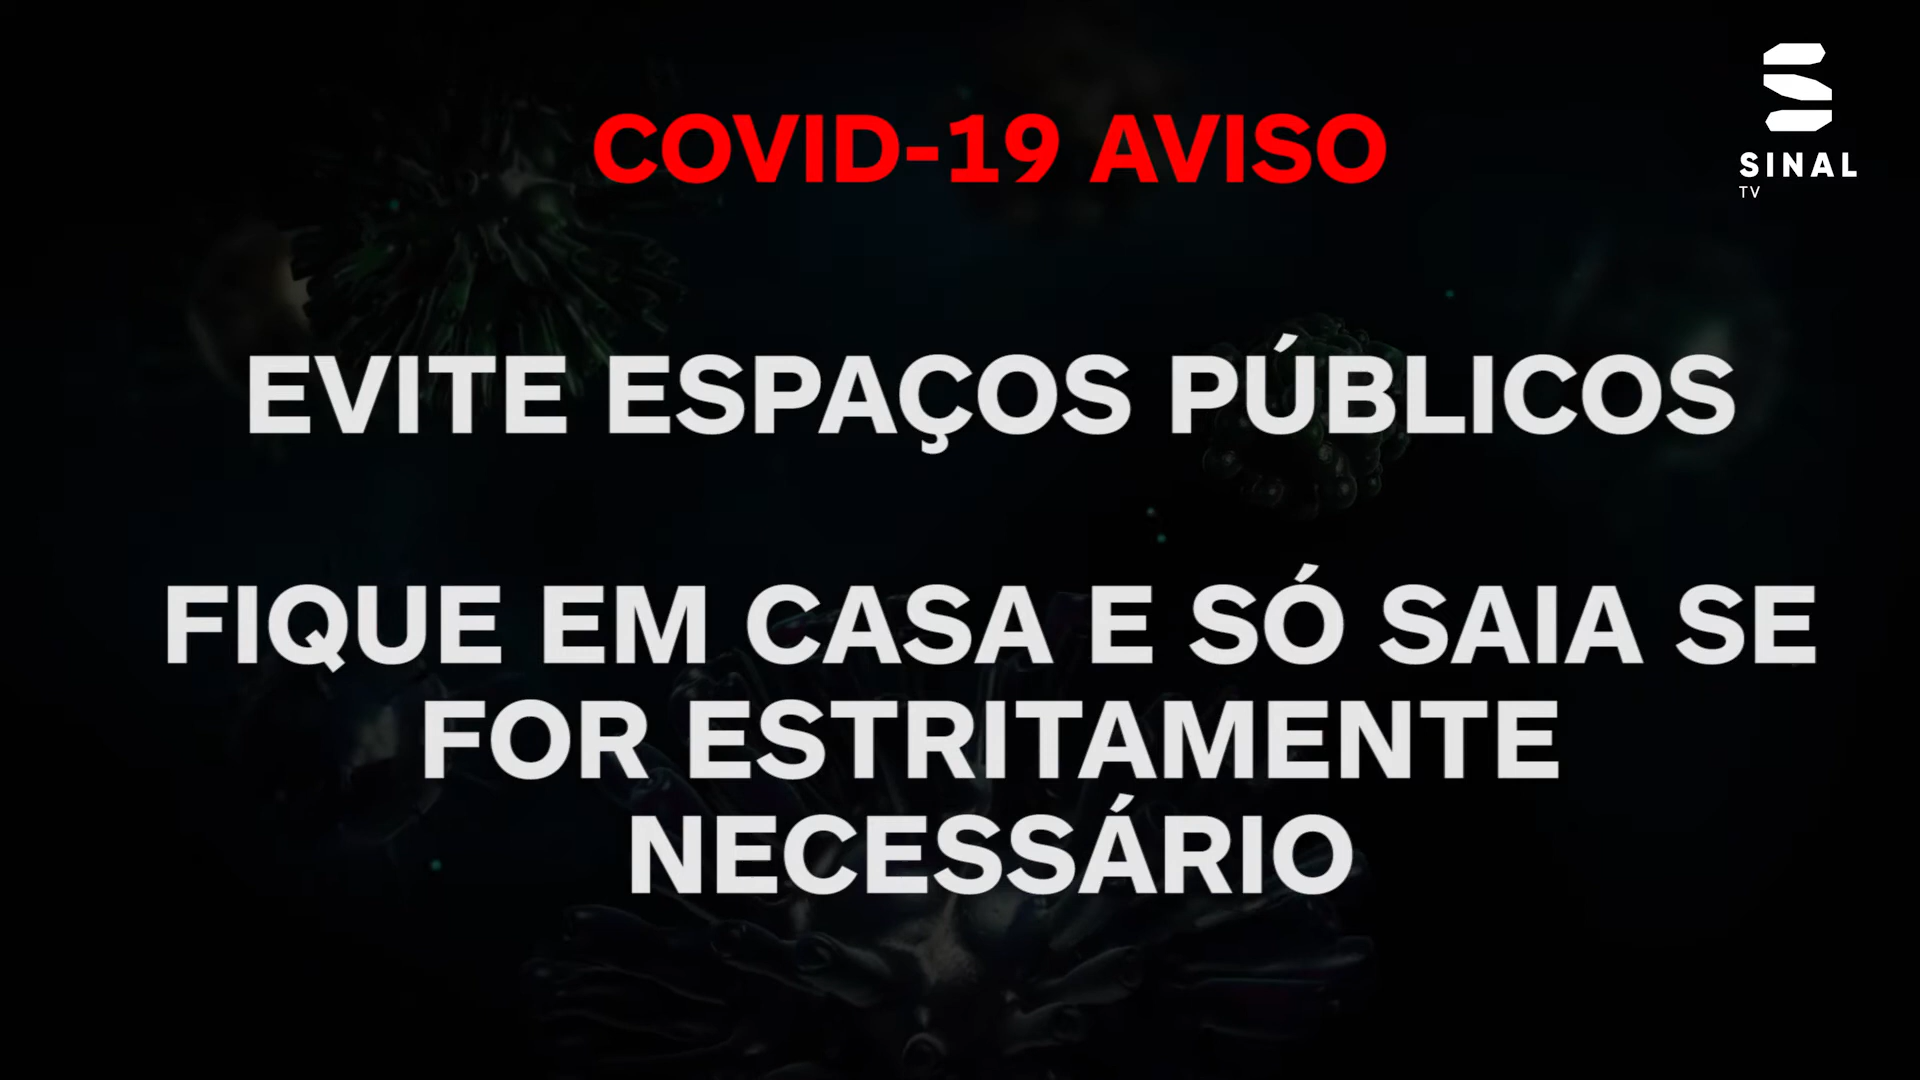 SINAL
TV
COVID-19 AVISO
EVITE ESPAÇOS PÚBLICOS
FIQUE EM CASA E SÓ SAIA SE
FOR ESTRITAMENTE
NECESSÁRIO